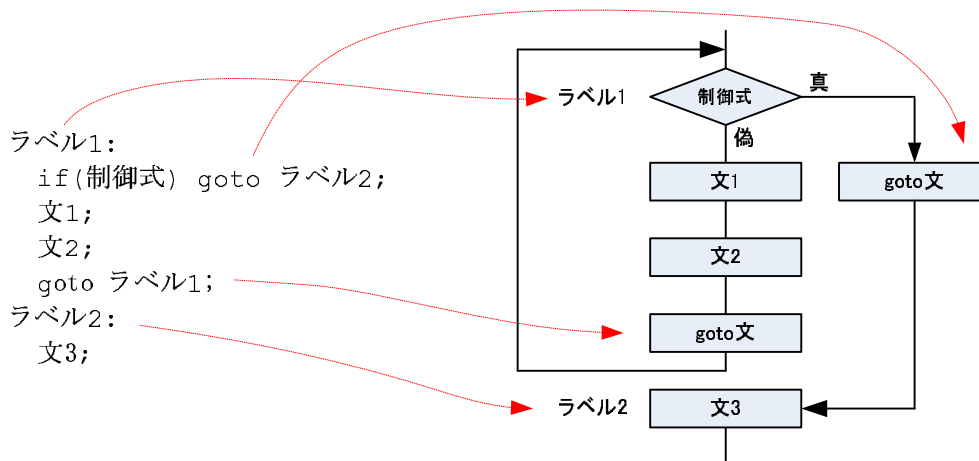 ラベル1:
if(制御式) goto ラベル2;
文1;
文2;
goto ラベル1;
ラベル2:
文3;
ラベル1
制御式
真
偽
文1
goto文
文2
goto文
ラベル2
文3